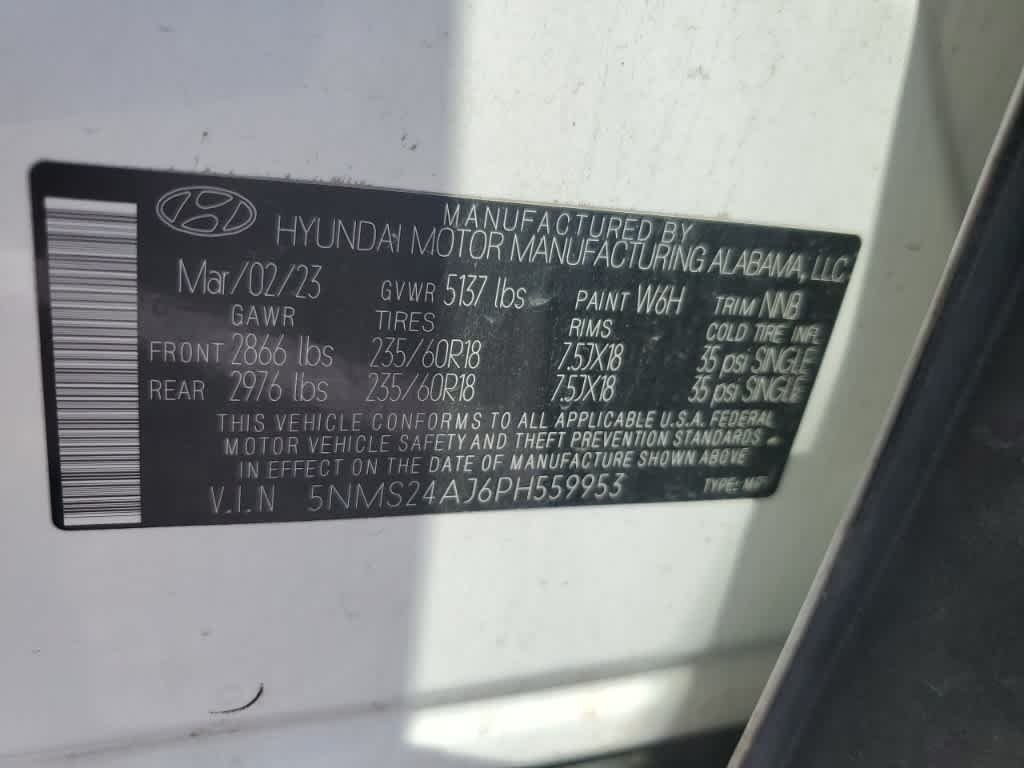 MANUFACTURED BY
HYUNDAI MOTOR MANUFACTURING ALABAMA, LLC
Mar/02/23 GVWR 5137 lbs PAINT W6H TRIM NNB
GAWR TIRES RIMS COLD TIRE INFL
FRONT 2866 lbs 235/60R18 7.5JX18 35 psi SINGLE
REAR 2976 lbs 235/60R18 7.5JX18 35 psi SINGLE
THIS VEHICLE CONFORMS TO ALL APPLICABLE U.S.A. FEDERAL
MOTOR VEHICLE SAFETY AND THEFT PREVENTION STANDARDS
IN EFFECT ON THE DATE OF MANUFACTURE SHOWN ABOVE.
V.I.N 5NMS24AJ6PH559953 TYPE: MPV